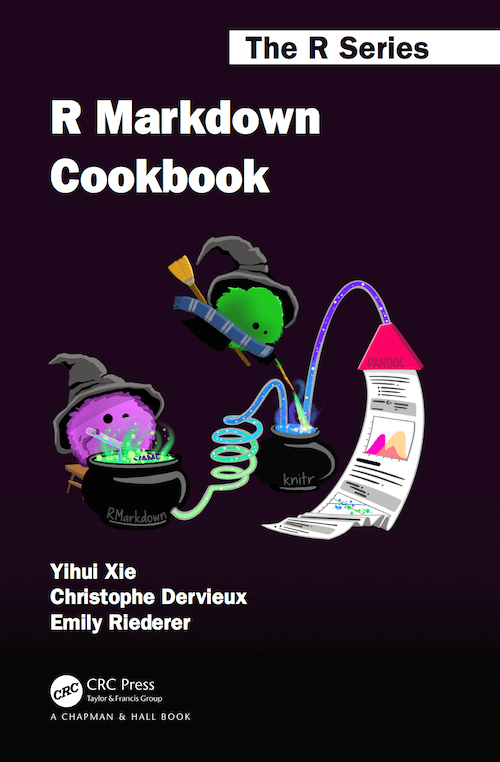 The R Series
R Markdown
Cookbook
PANDOC
YAML
knitr
RMarkdown
Yihui Xie
Christophe Dervieux
Emily Riederer
CRC
CRC Press
Taylor & Francis Group
A CHAPMAN & HALL BOOK